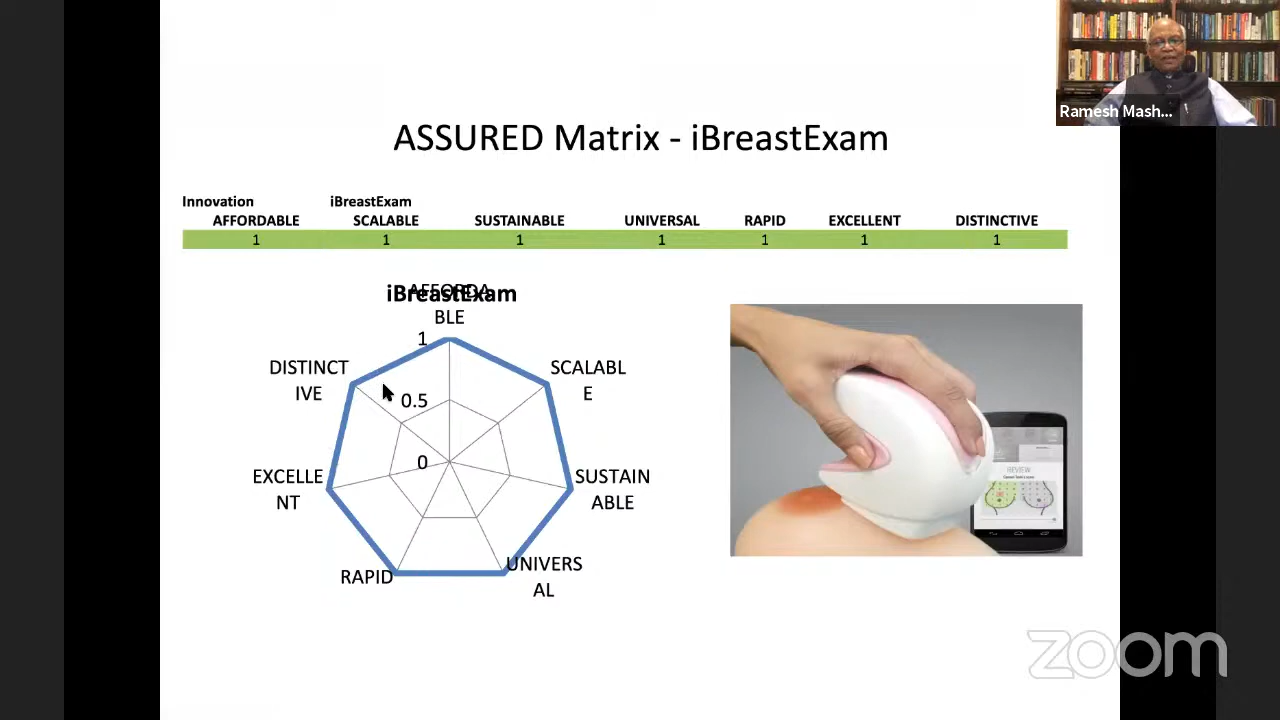 Ramesh Mash...
ASSURED Matrix - iBreastExam
Innovation iBreastExam
AFFORDABLE SCALABLE SUSTAINABLE UNIVERSAL RAPID EXCELLENT DISTINCTIVE
1 1 1 1 1 1 1
iBreastExam
AFFORDA
BLE
1
DISTINCT
IVE
SCALABL
E
0.5
0
EXCELLE
NT
SUSTAIN
ABLE
RAPID
UNIVERS
AL
REVIEW
zoom